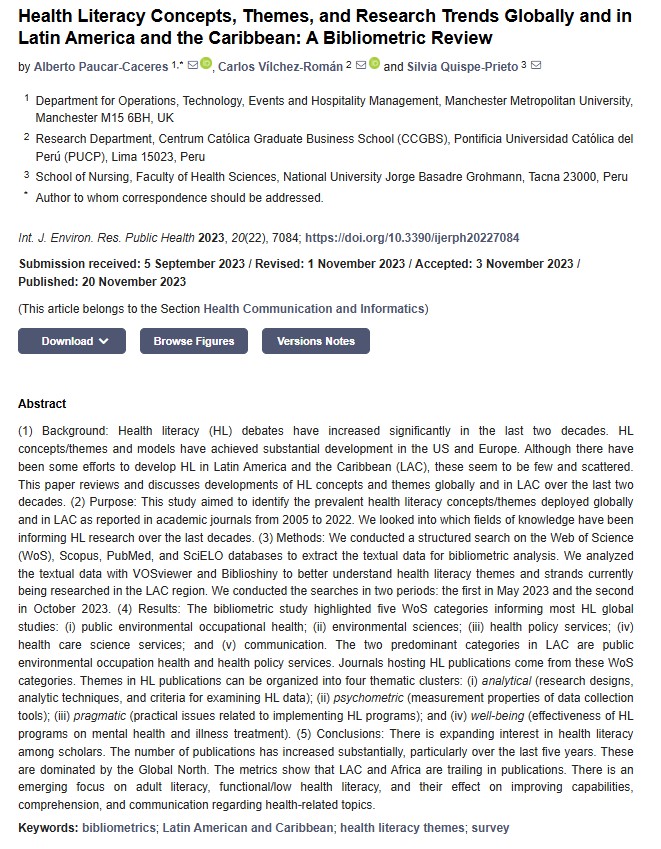 Health Literacy Concepts, Themes, and Research Trends Globally and in
Latin America and the Caribbean: A Bibliometric Review
by Alberto Paucar-Caceres 1,*, Carlos Vílchez-Román 2 and Silvia Quispe-Prieto 3
1 Department for Operations, Technology, Events and Hospitality Management, Manchester Metropolitan University,
Manchester M15 6BH, UK
2 Research Department, Centrum Católica Graduate Business School (CCGBS), Pontificia Universidad Católica del
Perú (PUCP), Lima 15023, Peru
3 School of Nursing, Faculty of Health Sciences, National University Jorge Basadre Grohmann, Tacna 23000, Peru
* Author to whom correspondence should be addressed.
Int. J. Environ. Res. Public Health 2023, 20(22), 7084; https://doi.org/10.3390/ijerph20227084
Submission received: 5 September 2023 / Revised: 1 November 2023 / Accepted: 3 November 2023 /
Published: 20 November 2023
(This article belongs to the Section Health Communication and Informatics)
Download
Browse Figures
Versions Notes
Abstract
(1) Background: Health literacy (HL) debates have increased significantly in the last two decades. HL
concepts/themes and models have achieved substantial development in the US and Europe. Although there have
been some efforts to develop HL in Latin America and the Caribbean (LAC), these seem to be few and scattered.
This paper reviews and discusses developments of HL concepts and themes globally and in LAC over the last two
decades. (2) Purpose: This study aimed to identify the prevalent health literacy concepts/themes deployed globally
and in LAC as reported in academic journals from 2005 to 2022. We looked into which fields of knowledge have been
informing HL research over the last decades. (3) Methods: We conducted a structured search on the Web of Science
(WoS), Scopus, PubMed, and SciELO databases to extract the textual data for bibliometric analysis. We analyzed
the textual data with VOSviewer and Biblioshiny to better understand health literacy themes and strands currently
being researched in the LAC region. We conducted the searches in two periods: the first in May 2023 and the second
in October 2023. (4) Results: The bibliometric study highlighted five WoS categories informing most HL global
studies: (i) public environmental occupational health; (ii) environmental sciences; (iii) health policy services; (iv)
health care science services; and (v) communication. The two predominant categories in LAC are public
environmental occupation health and health policy services. Journals hosting HL publications come from these WoS
categories. Themes in HL publications can be organized into four thematic clusters: (i) analytical (research designs,
analytic techniques, and criteria for examining HL data); (ii) psychometric (measurement properties of data collection
tools); (iii) pragmatic (practical issues related to implementing HL programs); and (iv) well-being (effectiveness of HL
programs on mental health and illness treatment). (5) Conclusions: There is expanding interest in health literacy
among scholars. The number of publications has increased substantially, particularly over the last five years. These
are dominated by the Global North. The metrics show that LAC and Africa are trailing in publications. There is an
emerging focus on adult literacy, functional/low health literacy, and their effect on improving capabilities,
comprehension, and communication regarding health-related topics.
Keywords: bibliometrics; Latin American and Caribbean; health literacy themes; survey